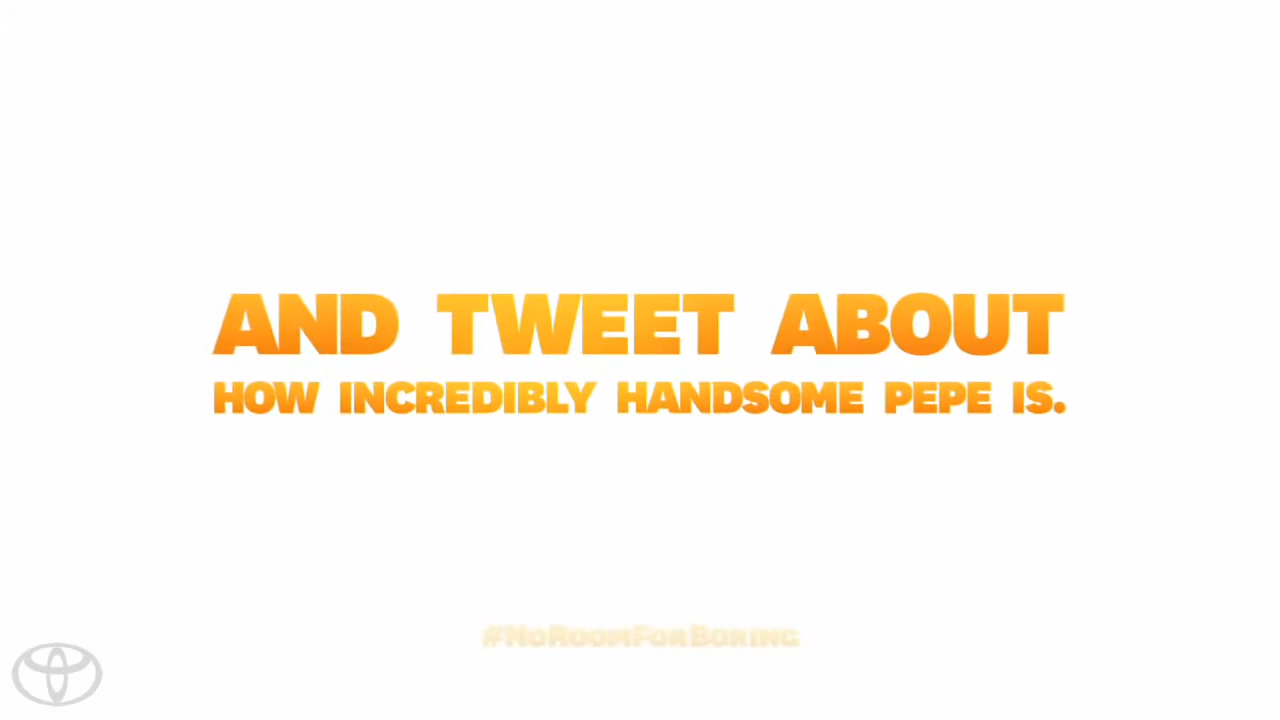 AND TWEET ABOUT
HOW INCREDIBLY HANDSOME PEPE IS.
#NoRoomForBoring